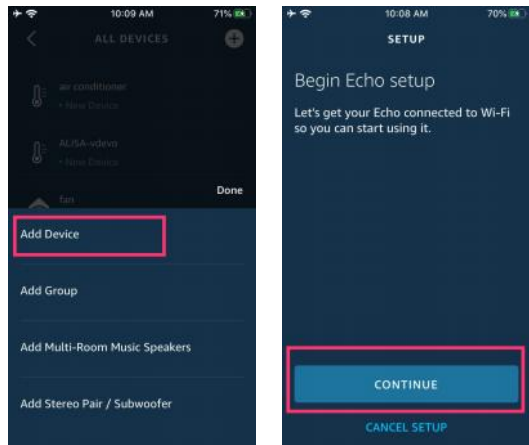 10:09 AM
71%
ALL DEVICES
air conditioner
• New Device
ALISA-vdevo
• New Device
fan
Done
Add Device
Add Group
Add Multi-Room Music Speakers
Add Stereo Pair / Subwoofer
10:08 AM
70%
SETUP
Begin Echo setup
Let's get your Echo connected to Wi-Fi
so you can start using it.
CONTINUE
CANCEL SETUP